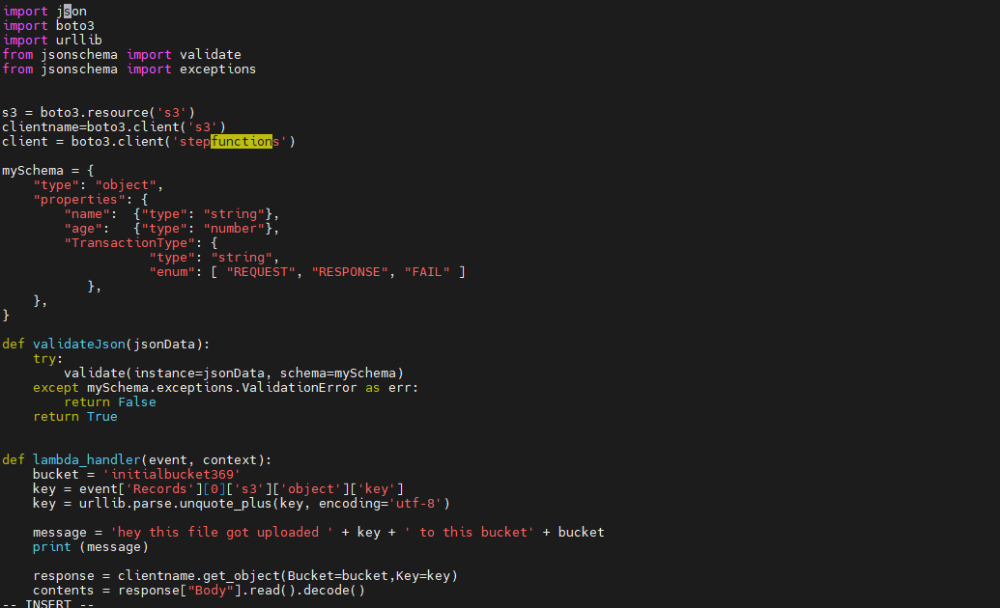 import json
import boto3
import urllib
from jsonschema import validate
from jsonschema import exceptions
s3 = boto3.resource('s3')
clientname=boto3.client('s3')
client = boto3.client('stepfunctions')
mySchema = {
    "type": "object",
    "properties": {
        "name":  {"type": "string"},
        "age":   {"type": "number"},
        "TransactionType": {
                   "type": "string",
                   "enum": [ "REQUEST", "RESPONSE", "FAIL" ]
           },
    },
}
def validateJson(jsonData):
    try:
        validate(instance=jsonData, schema=mySchema)
    except mySchema.exceptions.ValidationError as err:
        return False
    return True
def lambda_handler(event, context):
    bucket = 'initialbucket369'
    key = event['Records'][0]['s3']['object']['key']
    key = urllib.parse.unquote_plus(key, encoding='utf-8')
    message = 'hey this file got uploaded ' + key + ' to this bucket' + bucket
    print (message)
    response = clientname.get_object(Bucket=bucket,Key=key)
    contents = response["Body"].read().decode()
-- INSERT --